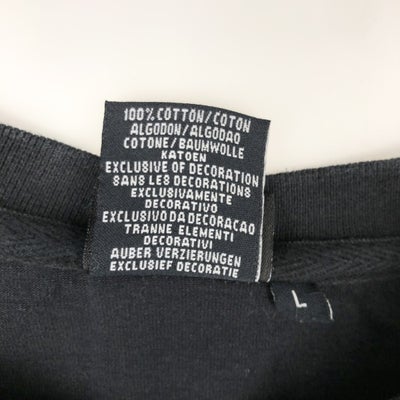 100% COTTON/COTON
ALGODON/ALGODAO
COTONE/BAUMWOLLE
KATOEN
EXCLUSIVE OF DECORATION
SANS LES DECORATIONS
EXCLUSIVAMENTE
DECORATIVO
EXCLUSIVO DA DECORACAO
TRANNE ELEMENTI
DECORATIVI
AUBER VERZIERUNGEN
EXCLUSIEF DECORATIE
L